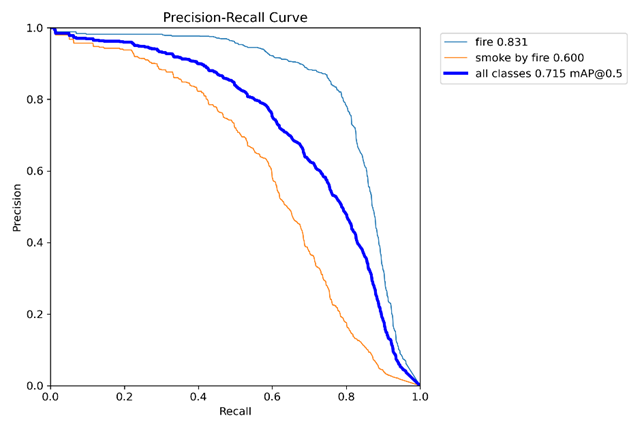 Precision-Recall Curve
fire 0.831
smoke by fire 0.600
all classes 0.715 mAP@0.5
Precision
1.0
0.8
0.6
0.4
0.2
0.0
0.0 0.2 0.4 0.6 0.8 1.0
Recall